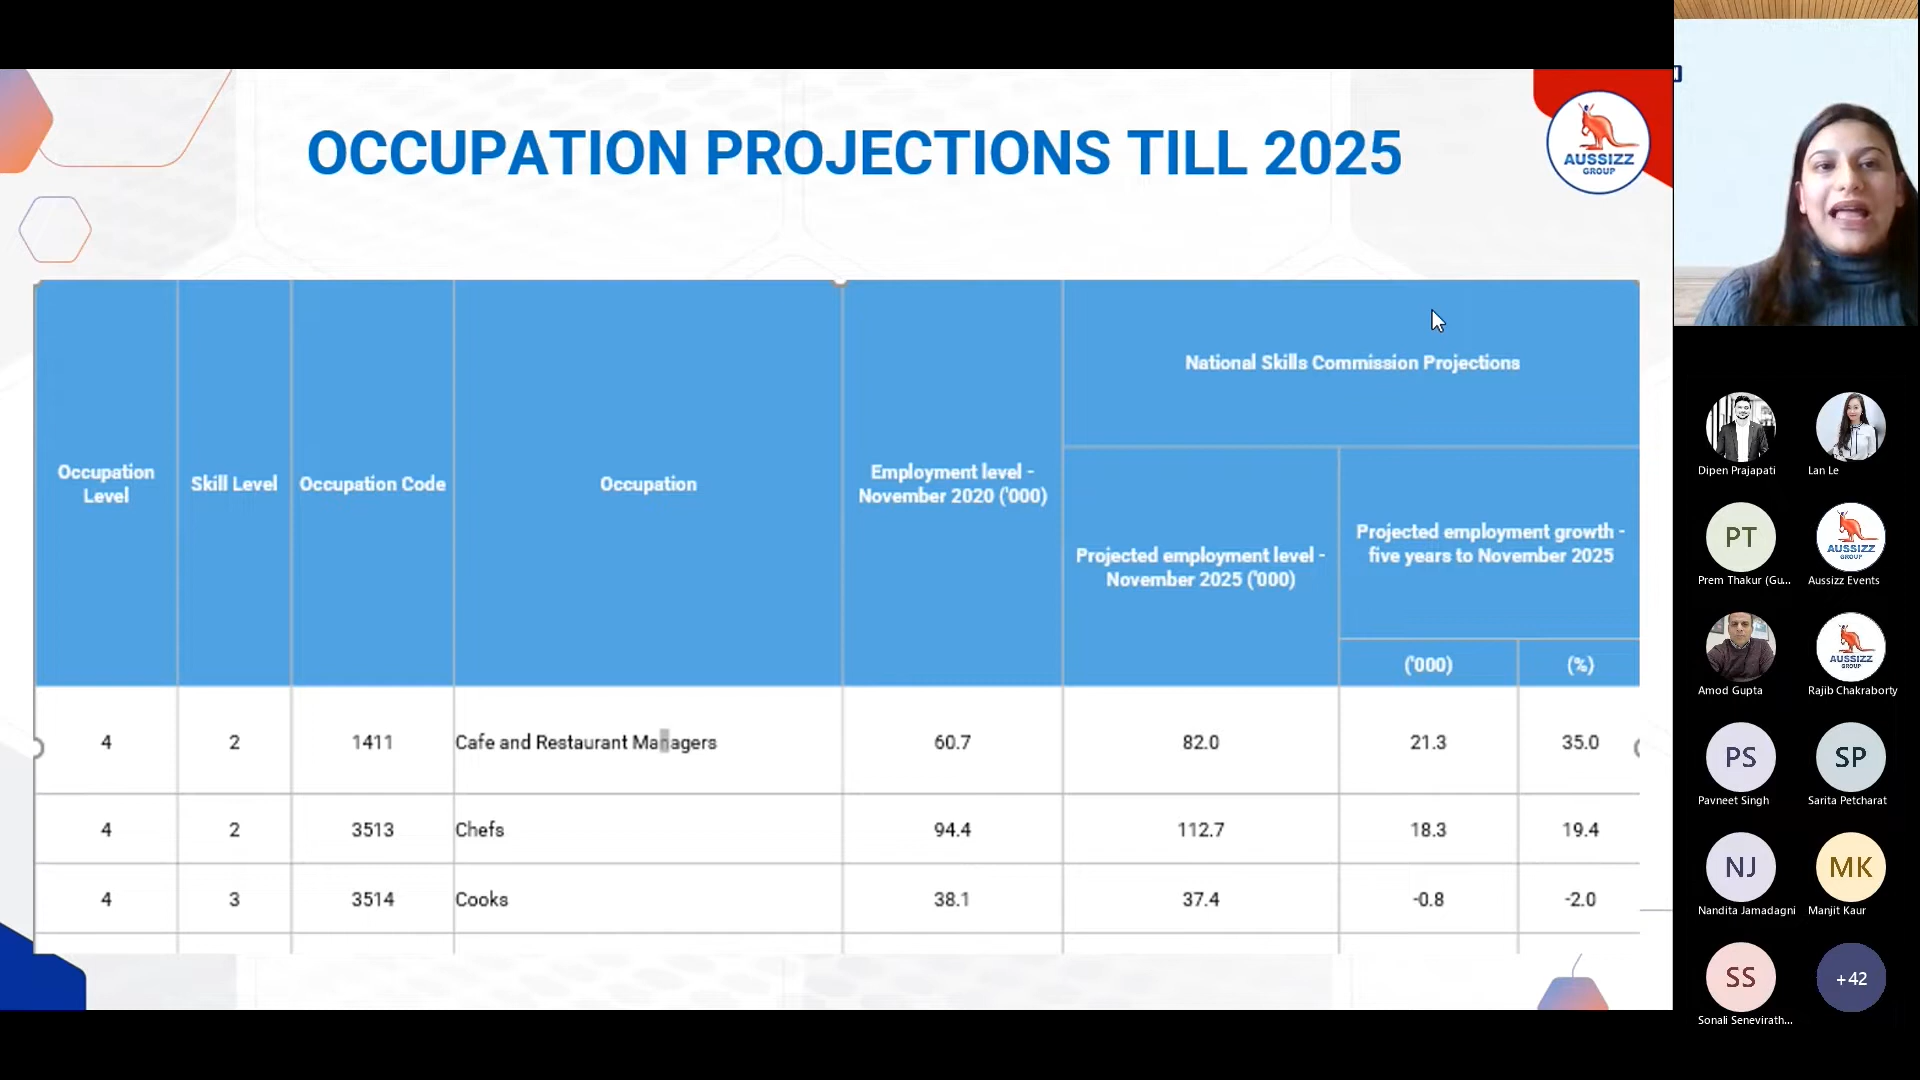 OCCUPATION PROJECTIONS TILL 2025
AUSSIZZ
GROUP
Occupation
Level
Skill Level
Occupation Code
Occupation
Employment level -
November 2020 ('000)
National Skills Commission Projections
Projected employment level -
November 2025 ('000)
Projected employment growth -
five years to November 2025
('000)
(%)
4 2 1411 Cafe and Restaurant Managers 60.7 82.0 21.3 35.0
4 2 3513 Chefs 94.4 112.7 18.3 19.4
4 3 3514 Cooks 38.1 37.4 -0.8 -2.0
Dipen Prajapati
Lan Le
PT
Prem Thakur (Gu...
AUSSIZZ
GROUP
Aussizz Events
Amod Gupta
AUSSIZZ
GROUP
Rajib Chakraborty
PS
Pavneet Singh
SP
Sarita Petcharat
NJ
Nandita Jamadagni
MK
Manjit Kaur
SS
Sonali Senevirath...
+42